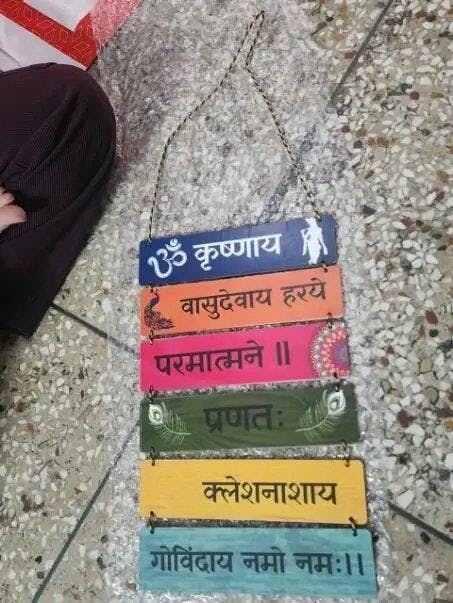 ॐ कृष्णाय
वासुदेवाय हरये
परमात्मने ॥
प्रणतः
क्लेशनाशाय
गोविंदाय नमो नमः।।